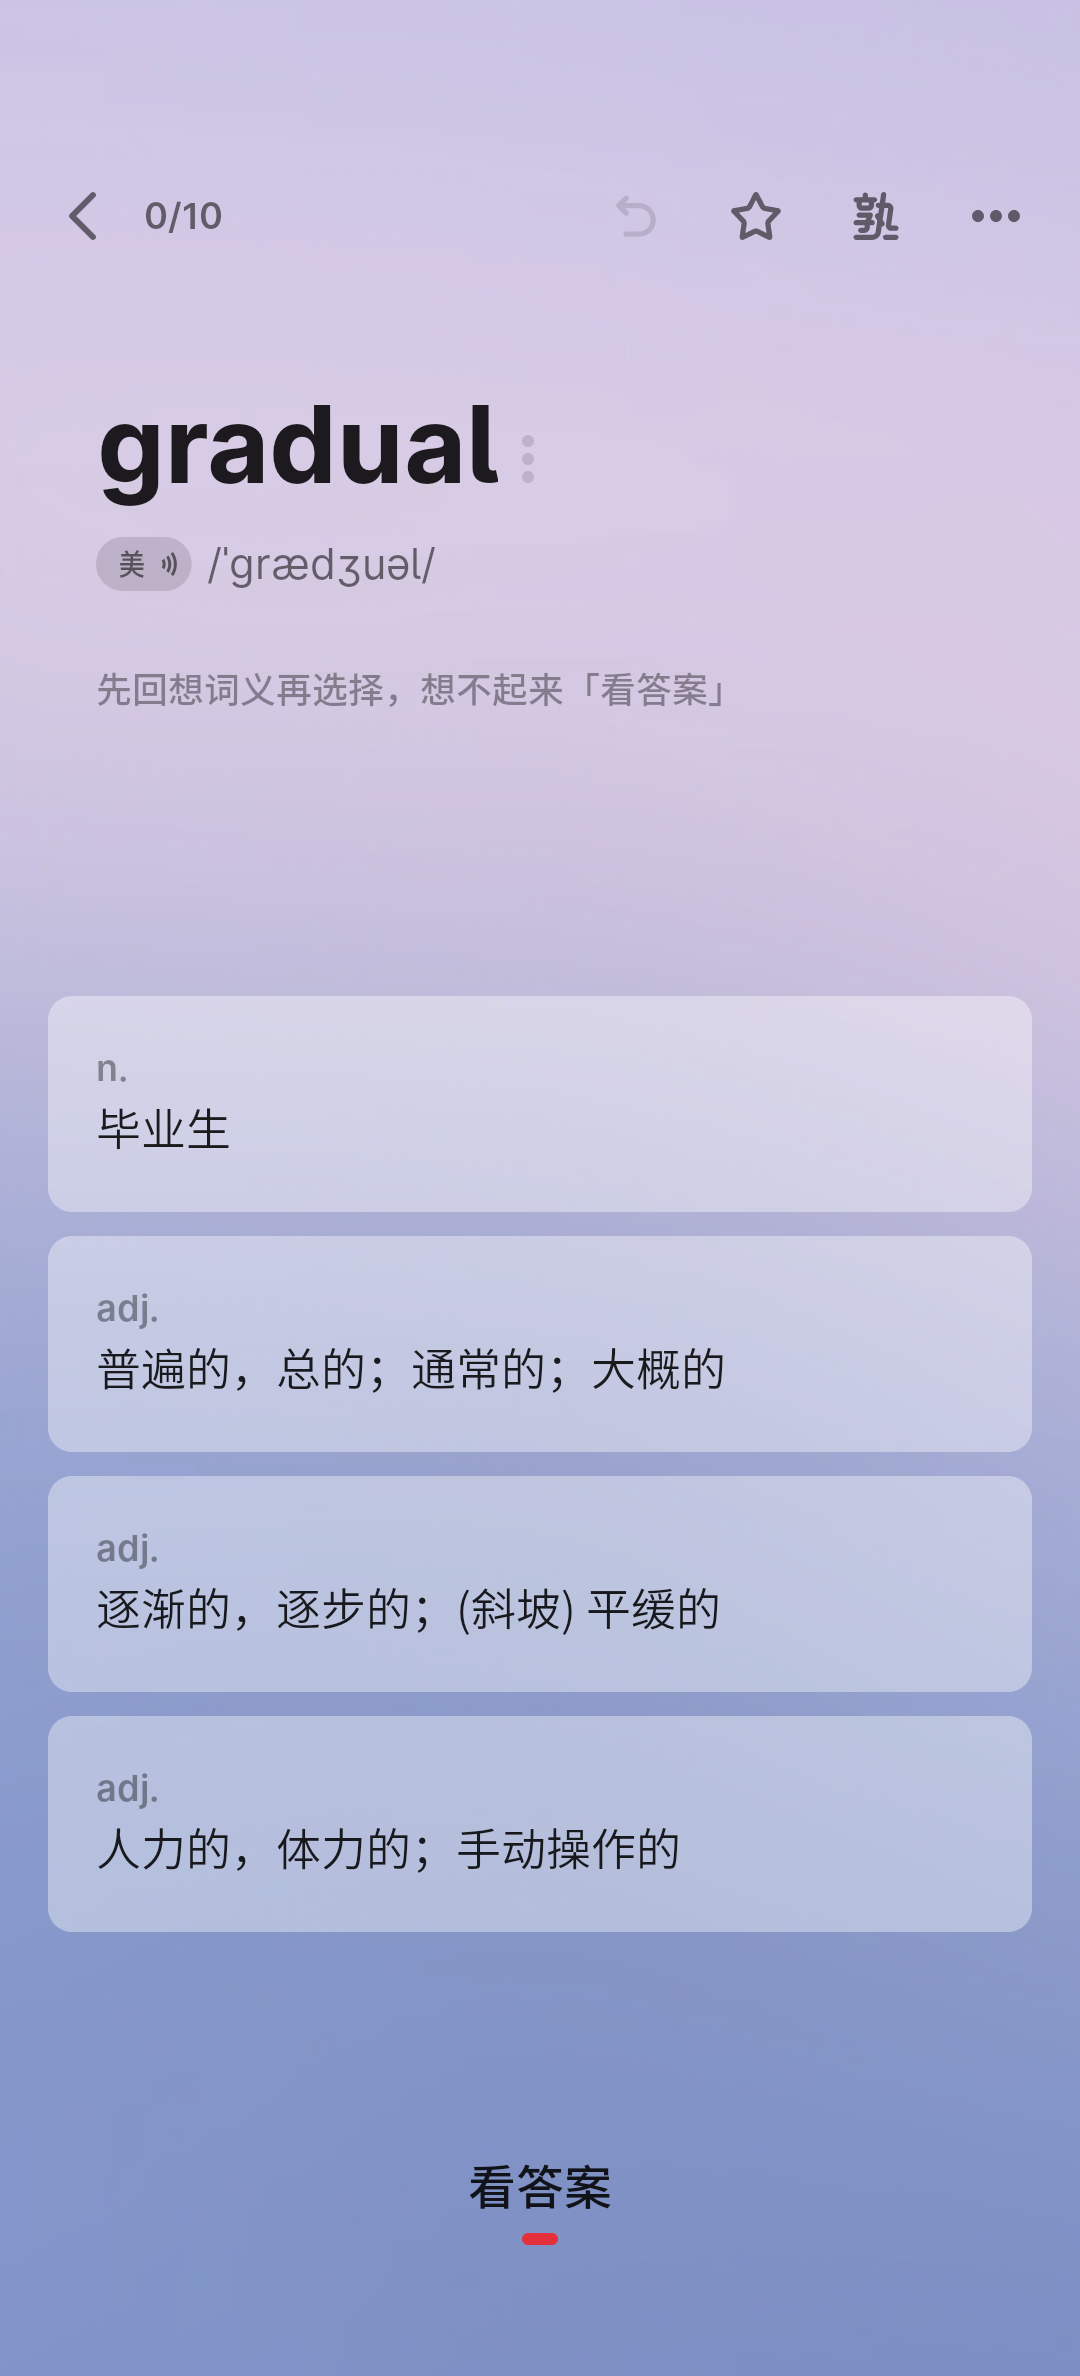 0/10
熟
gradual
美 /ˈɡrædʒuəl/
先回想词义再选择，想不起来「看答案」
n.
毕业生
adj.
普遍的，总的；通常的；大概的
adj.
逐渐的，逐步的；(斜坡) 平缓的
adj.
人力的，体力的；手动操作的
看答案